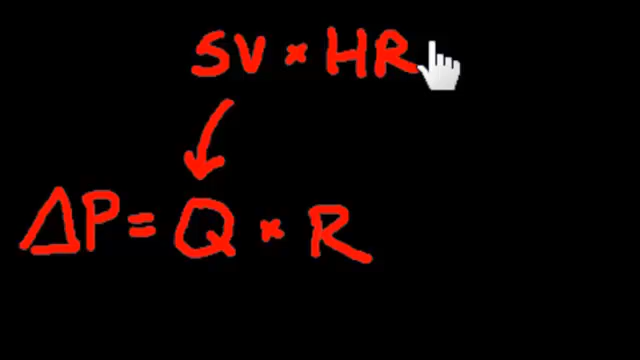 SV × HR
ΔP = Q × R